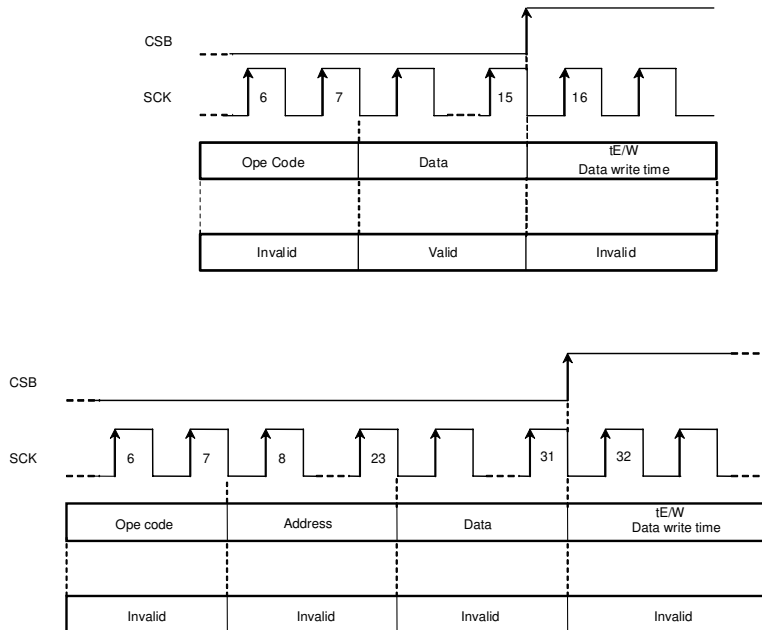 CSB
SCK
6 7 15 16
Ope Code Data tE/W
Data write time
Invalid Valid Invalid
CSB
SCK
6 7 8 23 31 32
Ope code Address Data tE/W
Data write time
Invalid Invalid Invalid Invalid